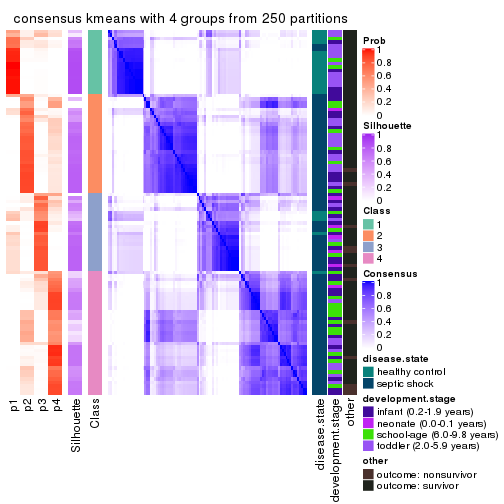 consensus kmeans with 4 groups from 250 partitions
Prob
1
0.8
0.6
0.4
0.2
0
Silhouette
1
0.8
0.6
0.4
0.2
0
Class
1
2
3
4
Consensus
1
0.8
0.6
0.4
0.2
0
disease.state
healthy control
septic shock
development.stage
infant (0.2-1.9 years)
neonate (0.0-0.1 years)
school-age (6.0-9.8 years)
toddler (2.0-5.9 years)
other
outcome: nonsurvivor
outcome: survivor
p1
p2
p3
p4
Silhouette
Class
disease.state
development.stage
other